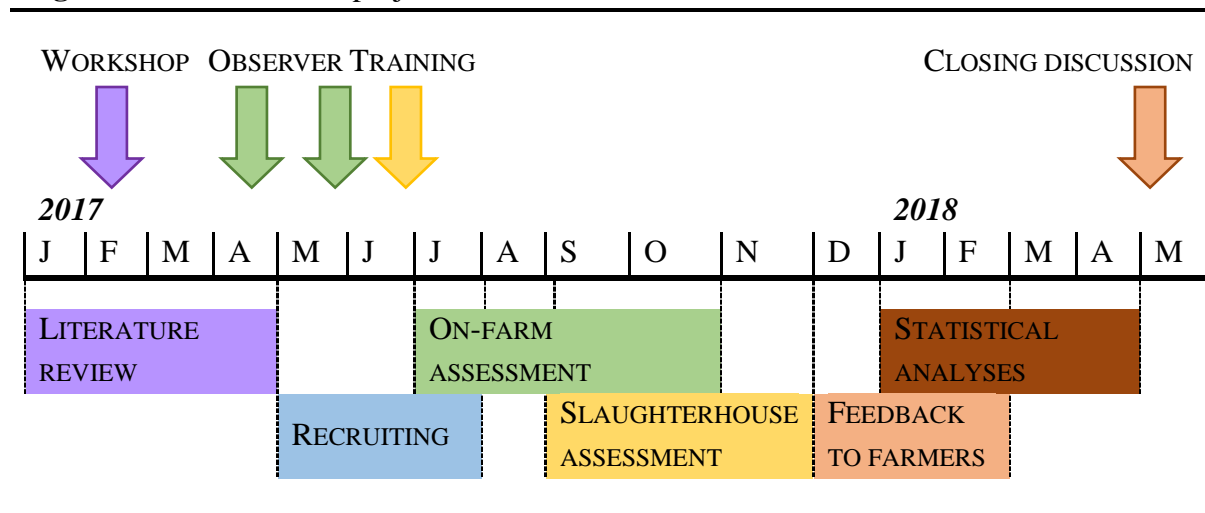 WORKSHOP OBSERVER TRAINING CLOSING DISCUSSION
2017 2018
J F M A M J J A S O N D J F M A M
LITERATURE REVIEW
ON-FARM ASSESSMENT
STATISTICAL ANALYSES
RECRUITING
SLAUGHTERHOUSE ASSESSMENT
FEEDBACK TO FARMERS